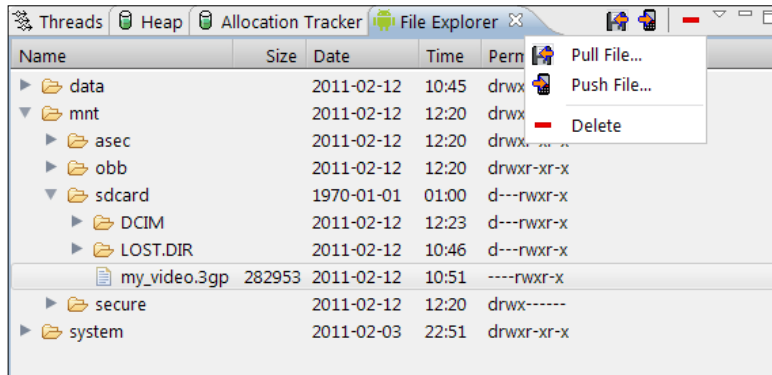 Threads Heap Allocation Tracker File Explorer
Name Size Date Time Perm
Pull File...
Push File...
Delete
data 2011-02-12 10:45 drwx
mnt 2011-02-12 12:20 drwx
asec 2011-02-12 12:20 drwxr-xr-x
obb 2011-02-12 12:20 drwxr-xr-x
sdcard 1970-01-01 01:00 d---rwxr-x
DCIM 2011-02-12 12:23 d---rwxr-x
LOST.DIR 2011-02-12 10:46 d---rwxr-x
my_video.3gp 282953 2011-02-12 10:51 ----rwxr-x
secure 2011-02-12 12:20 drwx------
system 2011-02-03 22:51 drwxr-xr-x